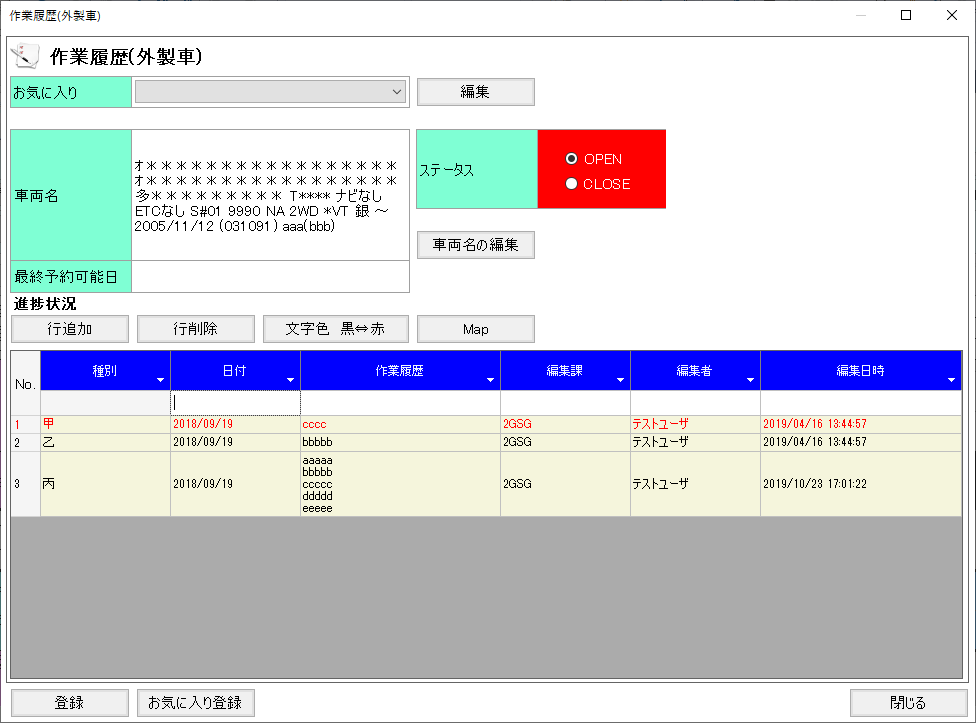 作業履歴(外製車)
作業履歴(外製車)
お気に入り
編集
車両名
オ＊＊＊＊＊＊＊＊＊＊＊＊＊＊＊＊＊
オ＊＊＊＊＊＊＊＊＊＊＊＊＊＊＊＊＊
多＊＊＊＊＊＊＊＊＊ T**** ナビなし
ETCなし S#01 9990 NA 2WD *VT 銀 ～
2005/11/12 (031091) aaa(bbb)
ステータス
OPEN
CLOSE
車両名の編集
最終予約可能日
進捗状況
行追加 行削除 文字色　黒⇔赤 Map
No. 種別 日付 作業履歴 編集課 編集者 編集日時
1 甲 2018/09/19 cccc 2GSG テストユーザ 2019/04/16 13:44:57
2 乙 2018/09/19 bbbbb 2GSG テストユーザ 2019/04/16 13:44:57
3 丙 2018/09/19 aaaaa
bbbbb
ccccc
ddddd
eeeee
2GSG テストユーザ 2019/10/23 17:01:22
登録 お気に入り登録 閉じる